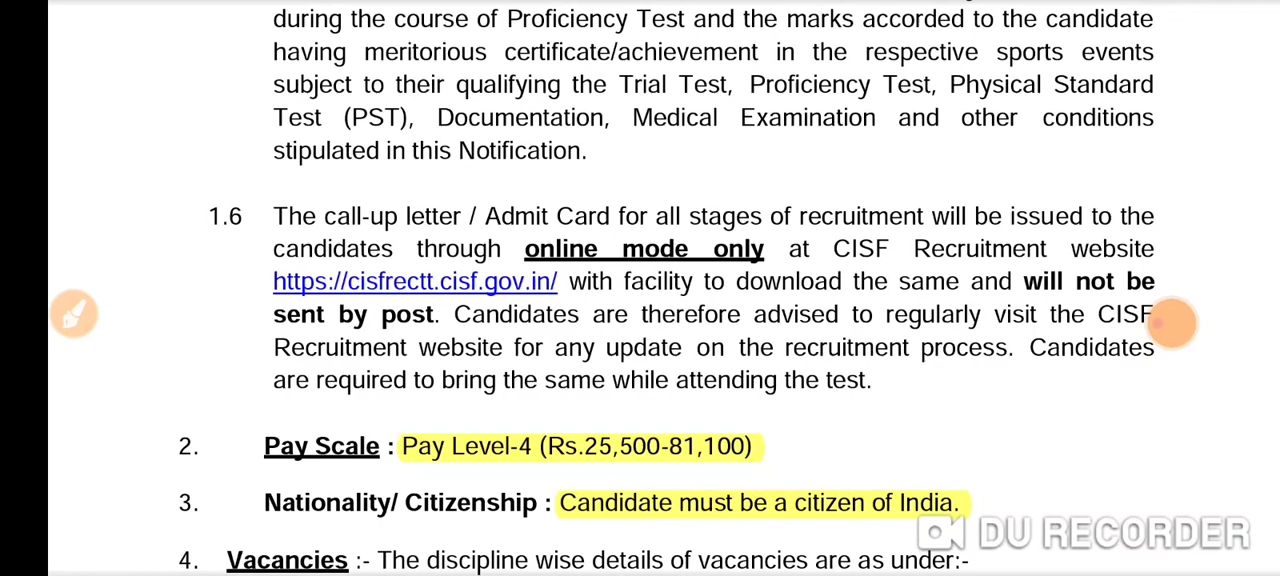 during the course of Proficiency Test and the marks accorded to the candidate
having meritorious certificate/achievement in the respective sports events
subject to their qualifying the Trial Test, Proficiency Test, Physical Standard
Test (PST), Documentation, Medical Examination and other conditions
stipulated in this Notification.
1.6 The call-up letter / Admit Card for all stages of recruitment will be issued to the
candidates through online mode only at CISF Recruitment website
https://cisfrectt.cisf.gov.in/ with facility to download the same and will not be
sent by post. Candidates are therefore advised to regularly visit the CISF
Recruitment website for any update on the recruitment process. Candidates
are required to bring the same while attending the test.
2. Pay Scale : Pay Level-4 (Rs.25,500-81,100)
3. Nationality/ Citizenship : Candidate must be a citizen of India.
DU RECORDER
4. Vacancies :- The discipline wise details of vacancies are as under:-